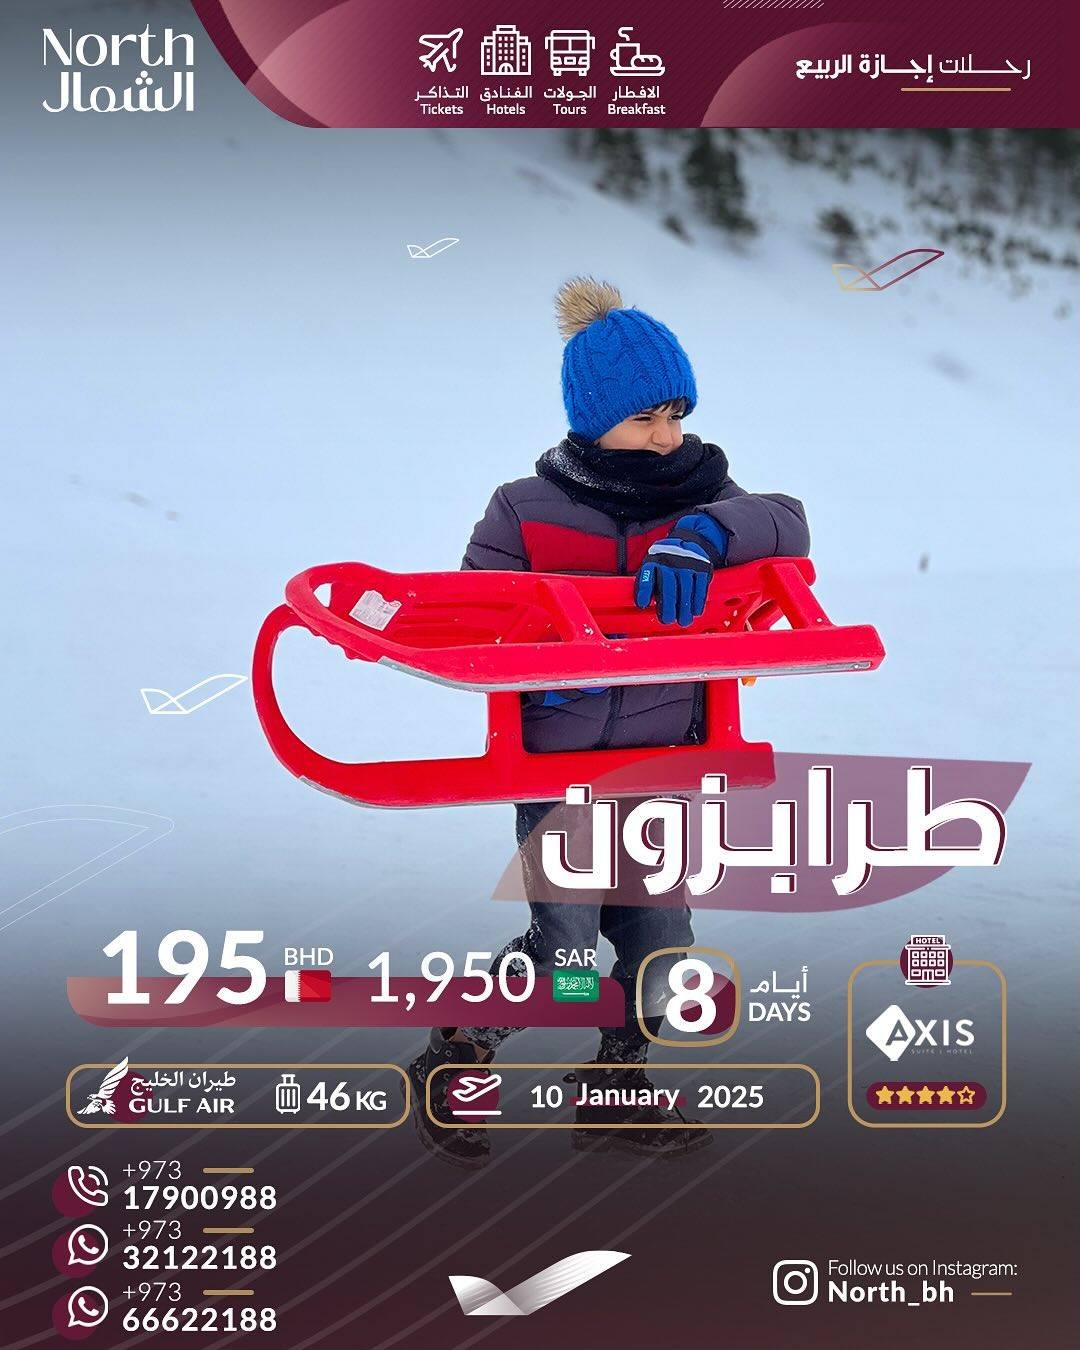 North
الشمال
التذاكر
Tickets
الفنادق
Hotels
الجولات
Tours
الافطار
Breakfast
رحلات إجازة الربيع
طرابزون
195 BHD
1,950 SAR
8 أيام
DAYS
HOTEL
AXIS
SUITE | HOTEL
طيران الخليج
GULF AIR
46 KG
10 January 2025
+973
17900988
+973
32122188
+973
66622188
Follow us on Instagram:
North_bh